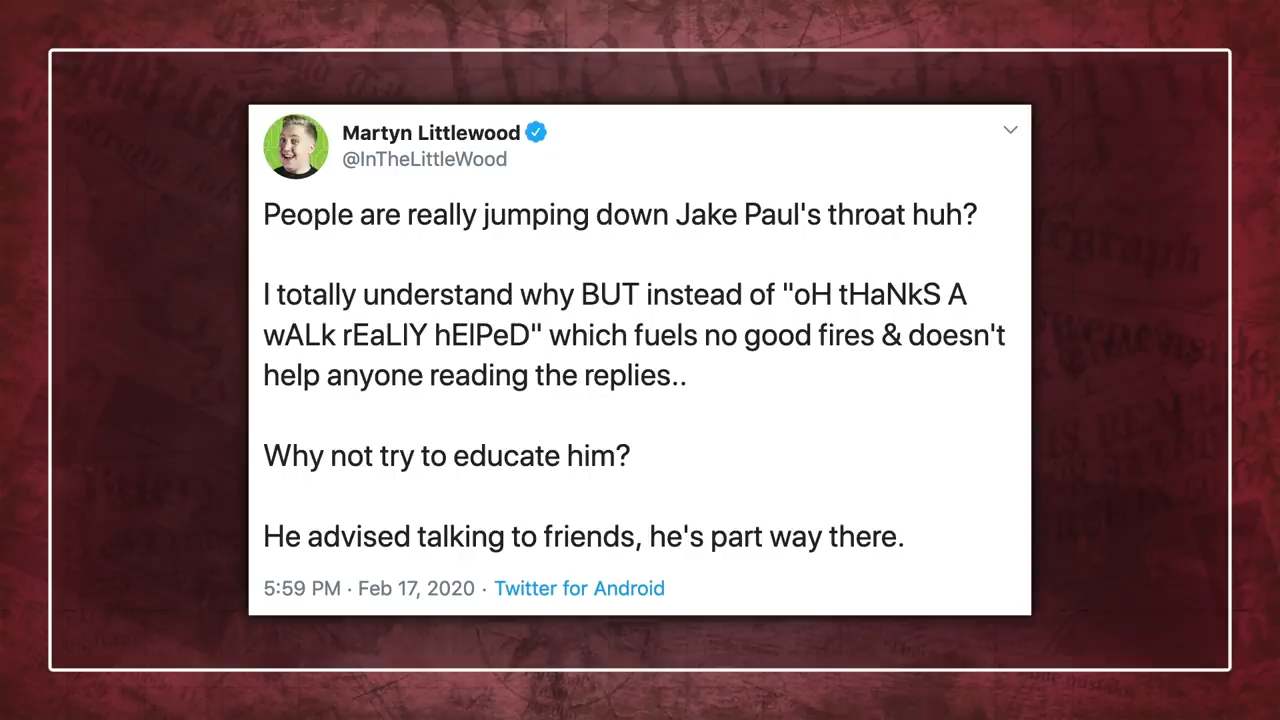 Martyn Littlewood
@InTheLittleWood
People are really jumping down Jake Paul's throat huh?
I totally understand why BUT instead of "oH tHaNkS A
wALk rEaLlY hElPeD" which fuels no good fires & doesn't
help anyone reading the replies..
Why not try to educate him?
He advised talking to friends, he's part way there.
5:59 PM · Feb 17, 2020 · Twitter for Android